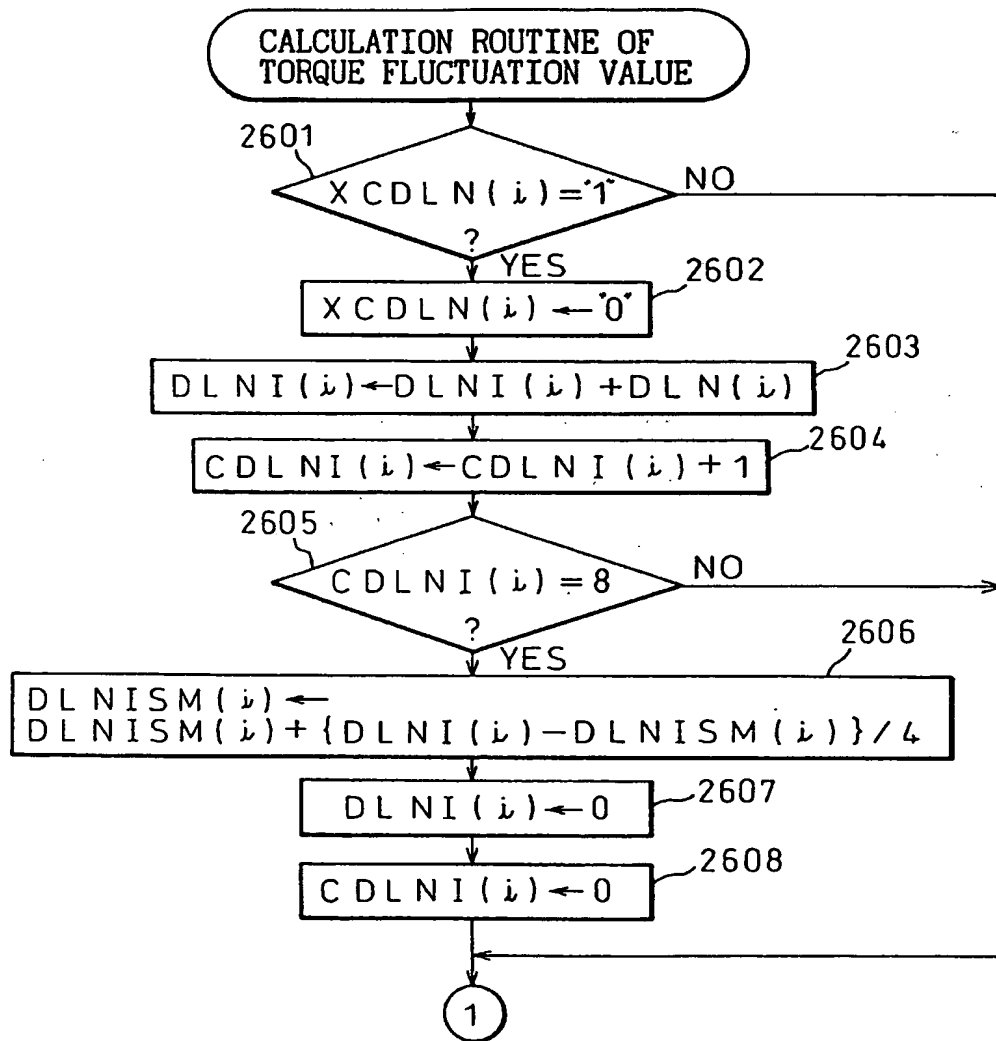 CALCULATION ROUTINE OF
TORQUE FLUCTUATION VALUE
2601
XCDLN(i)="1"
?
NO
YES
2602
XCDLN(i)←"0"
2603
DLNI(i)←DLNI(i)+DLN(i)
2604
CDLNI(i)←CDLNI(i)+1
2605
CDLNI(i)=8
?
NO
YES
2606
DLNISM(i)←
DLNISM(i)+{DLNI(i)-DLNISM(i)}/4
2607
DLNI(i)←0
2608
CDLNI(i)←0
1